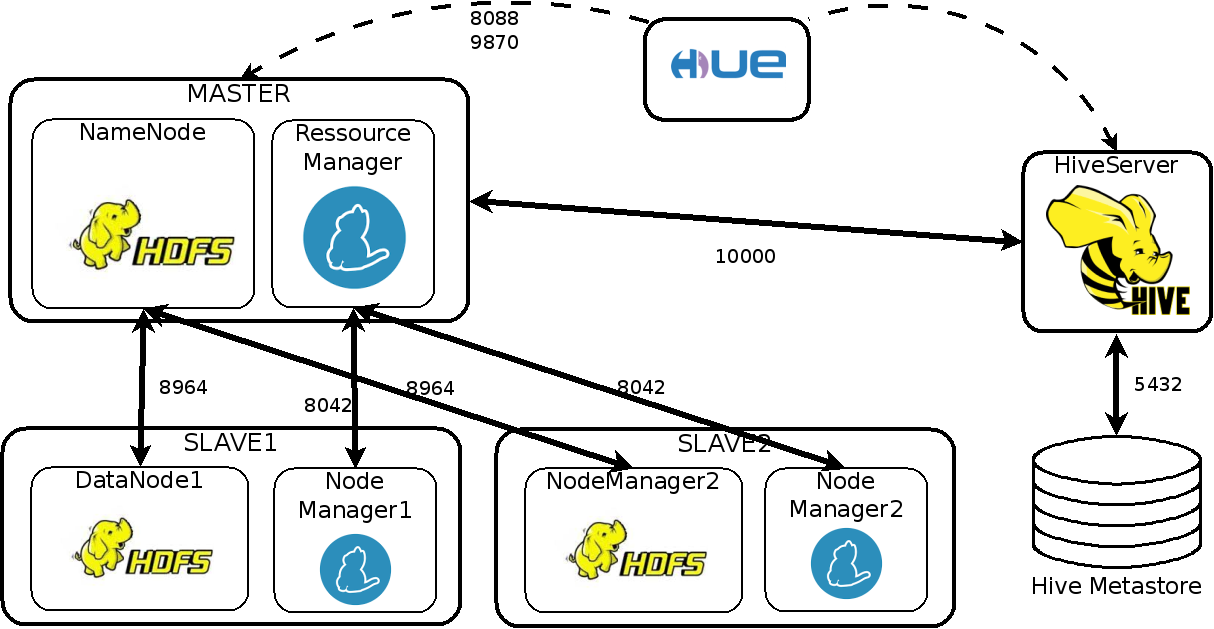 8088
9870
HUE
MASTER
NameNode
Ressource
Manager
HDFS
HiveServer
HIVE
10000
8964
8042
8964
8042
5432
SLAVE1
DataNode1
HDFS
Node
Manager1
SLAVE2
NodeManager2
HDFS
Node
Manager2
Hive Metastore